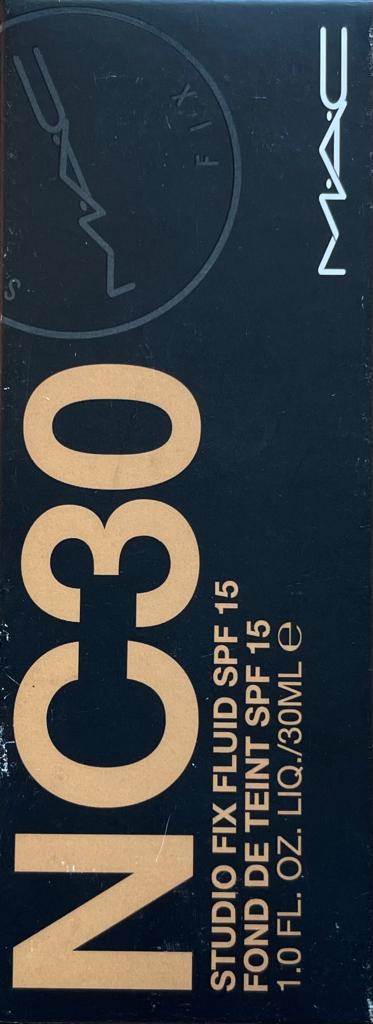 M·A·C
FIX
S
M·A·C
NC30
STUDIO FIX FLUID SPF 15
FOND DE TEINT SPF 15
1.0 FL. OZ. LIQ./30ML ℮